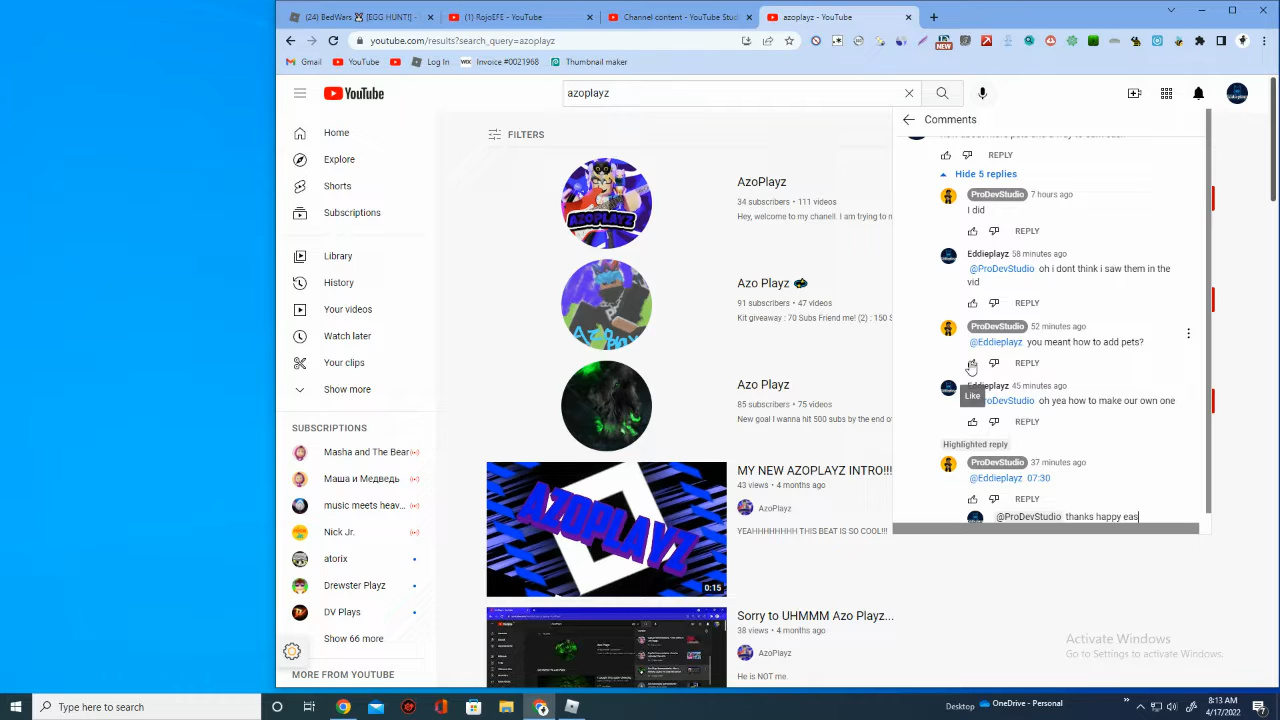 (24) BedWars [EGG HUNT!] -
(1) RojoEFE - YouTube
Channel content - YouTube Studio
azoplayz - YouTube
youtube.com/results?search_query=azoplayz
NEW
Gmail
YouTube
Log In
WIX Invoice #0021968
Thumbnail maker
YouTube
azoplayz
Home
Explore
Shorts
Subscriptions
Library
History
Your videos
Watch later
Your clips
Show more
SUBSCRIPTIONS
Masha and The Bear
Маша и Медведь
music meets heav...
Nick Jr.
atorix
Drewster Playz
DV Plays
Show 66 more
MORE FROM YOUTUBE
FILTERS
AZOPLAYZ
AzoPlayz
34 subscribers • 111 videos
Hey, welcome to my chanell. I am trying to
Azo Playz
91 subscribers • 47 videos
Kit giveaway : 70 Subs Friend me! (2) : 150 S
Azo Playz
85 subscribers • 75 videos
New goal I wanna hit 500 subs by the end of
AZOPLAYZ
0:15
MY NEW AZOPLAYZ INTRO!!!
43 views • 4 months ago
AzoPlayz
YEAHHHHHHHH THIS BEAT IS SO COOL!!!
Sorry to UHMMM Azo Playz...
38 views • 4 months ago
AzoPlayz
He is NOT me.
Comments
REPLY
Hide 5 replies
ProDevStudio 7 hours ago
I did
REPLY
Eddieplayz 58 minutes ago
@ProDevStudio oh i dont think i saw them in the
vid
REPLY
ProDevStudio 52 minutes ago
@Eddieplayz you meant how to add pets?
REPLY
Eddieplayz 45 minutes ago
Like
oh yea how to make our own one
REPLY
Highlighted reply
ProDevStudio 37 minutes ago
@Eddieplayz 07:30
REPLY
@ProDevStudio thanks happy eas
Activate Windows
Go to Settings to activate Windows.
Type here to search
Desktop
OneDrive - Personal
8:13 AM
4/17/2022